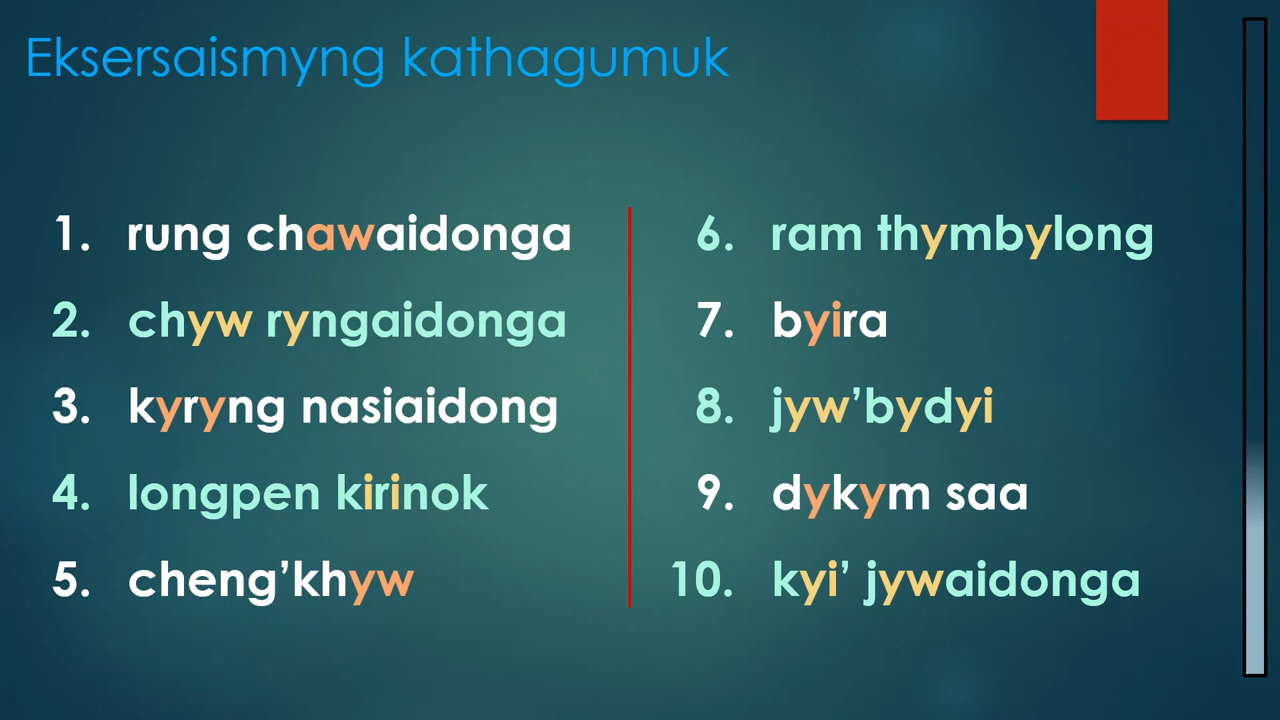 Eksersaismyng kathagumuk
1. rung chawaidonga
2. chyw ryngaidonga
3. kyryng nasiaidong
4. longpen kirinok
5. cheng’khyw
6. ram thymbylong
7. byira
8. jyw’bydyi
9. dykym saa
10. kyi’ jywaidonga